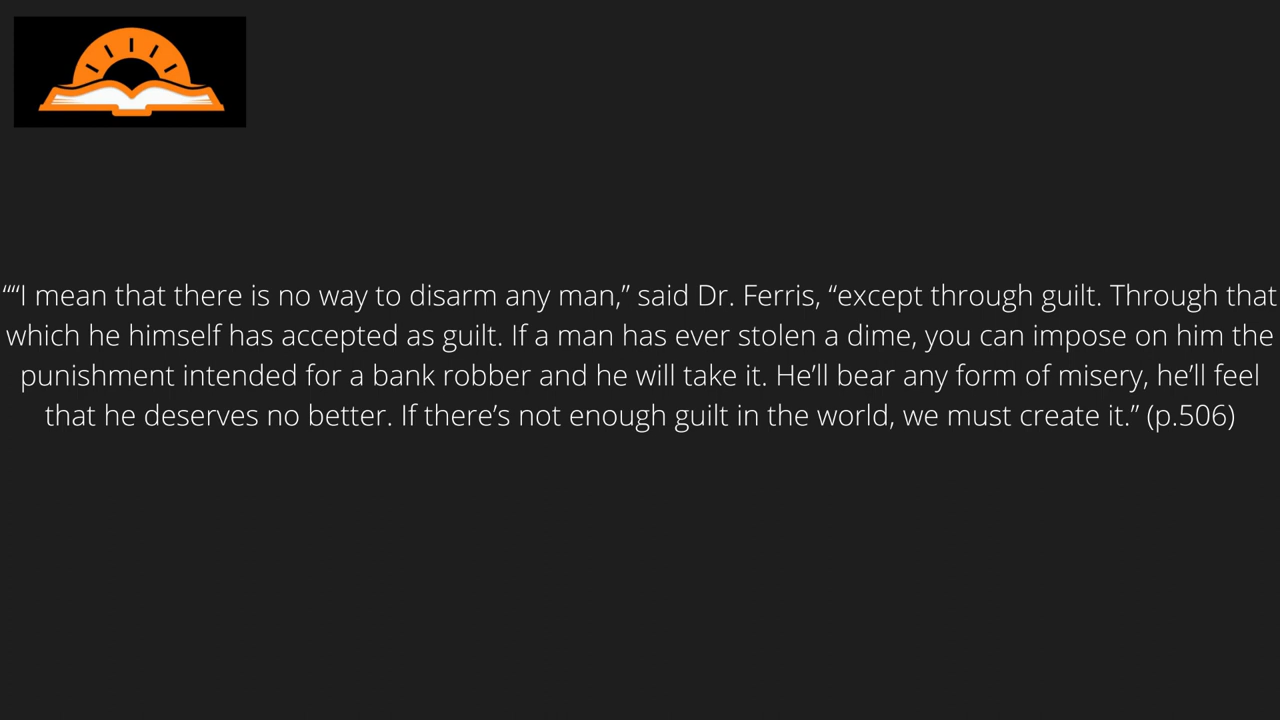 ““I mean that there is no way to disarm any man,” said Dr. Ferris, “except through guilt. Through that
which he himself has accepted as guilt. If a man has ever stolen a dime, you can impose on him the
punishment intended for a bank robber and he will take it. He’ll bear any form of misery, he’ll feel
that he deserves no better. If there’s not enough guilt in the world, we must create it.” (p.506)